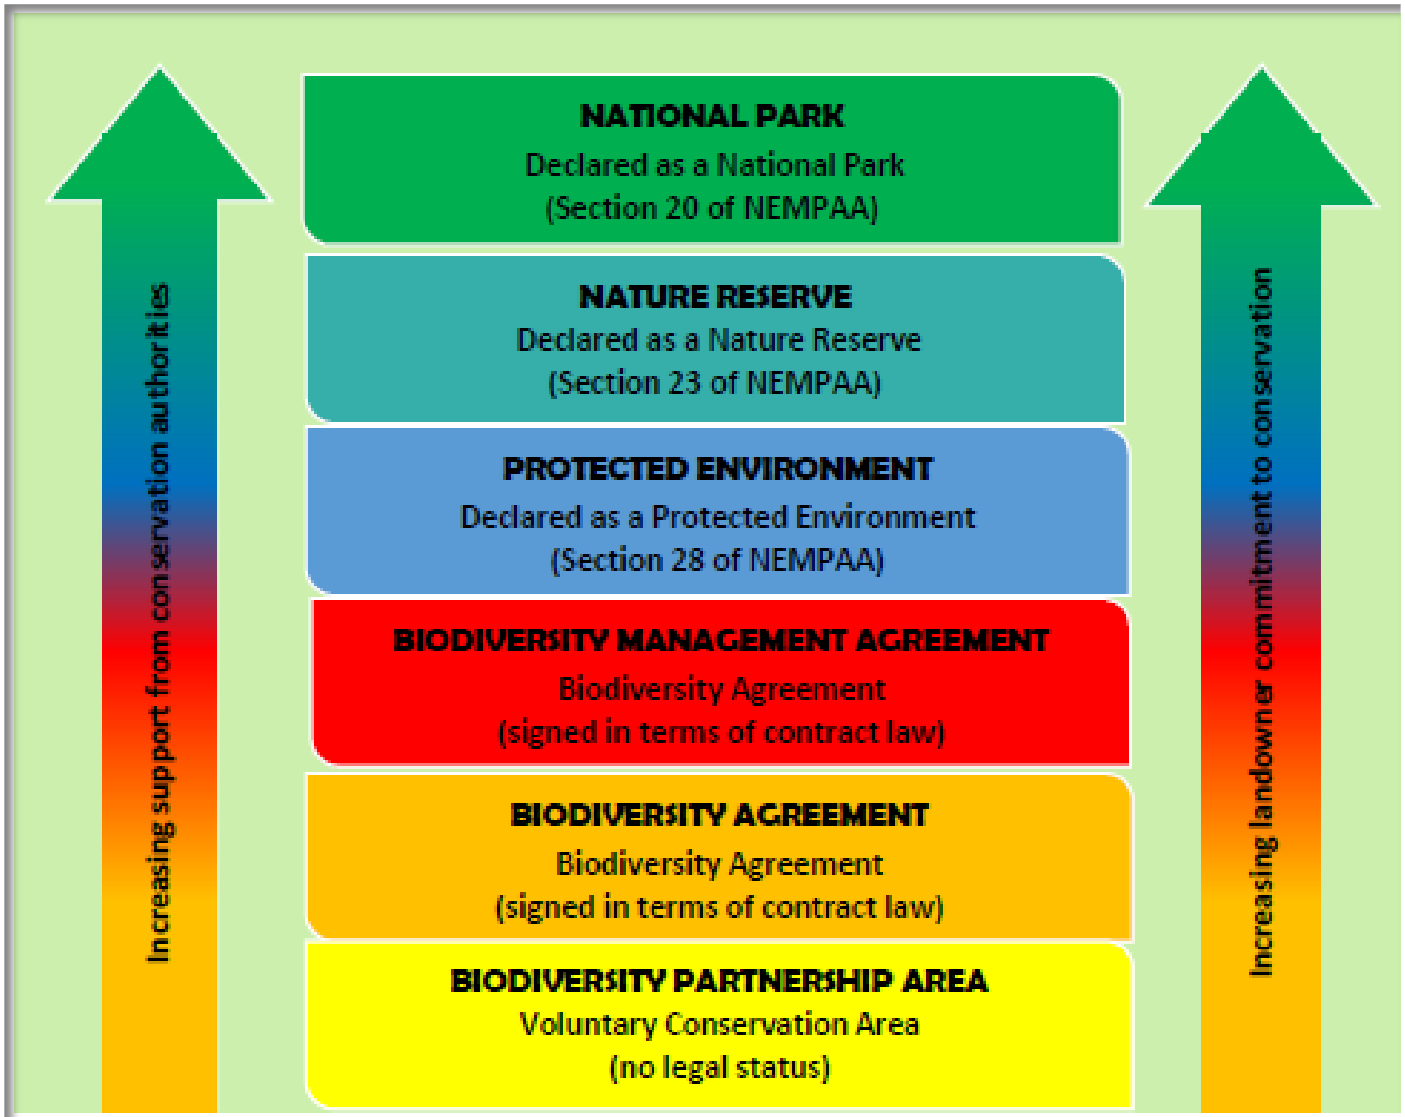 NATIONAL PARK
Declared as a National Park
(Section 20 of NEMPAA)
NATURE RESERVE
Declared as a Nature Reserve
(Section 23 of NEMPAA)
PROTECTED ENVIRONMENT
Declared as a Protected Environment
(Section 28 of NEMPAA)
BIODIVERSITY MANAGEMENT AGREEMENT
Biodiversity Agreement
(signed in terms of contract law)
BIODIVERSITY AGREEMENT
Biodiversity Agreement
(signed in terms of contract law)
BIODIVERSITY PARTNERSHIP AREA
Voluntary Conservation Area
(no legal status)
Increasing support from conservation authorities
Increasing landowner commitment to conservation